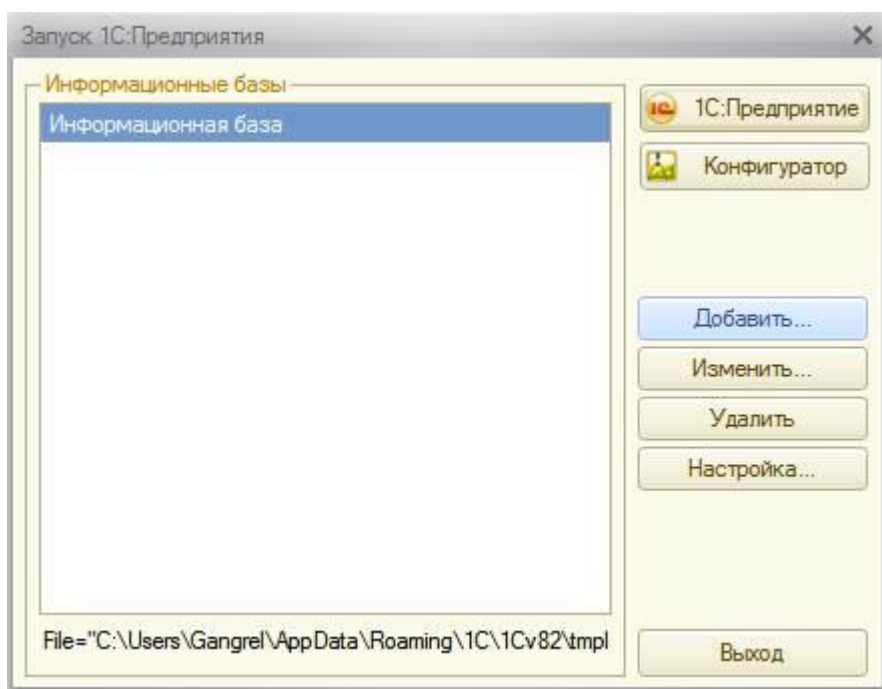 Запуск 1С:Предприятия
Информационные базы
Информационная база
1С:Предприятие
Конфигуратор
Добавить...
Изменить...
Удалить
Настройка...
File="C:\Users\Gangrel\AppData\Roaming\1C\1Cv82\tmpl
Выход